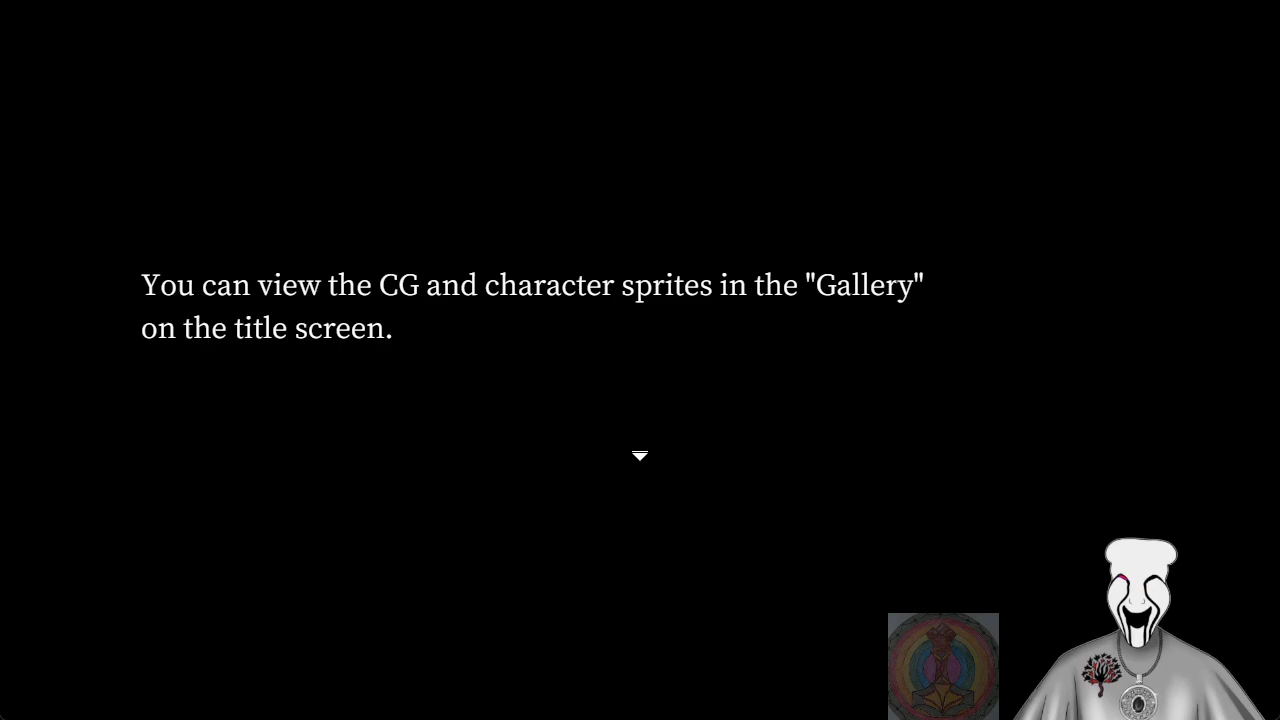 You can view the CG and character sprites in the "Gallery"
on the title screen.